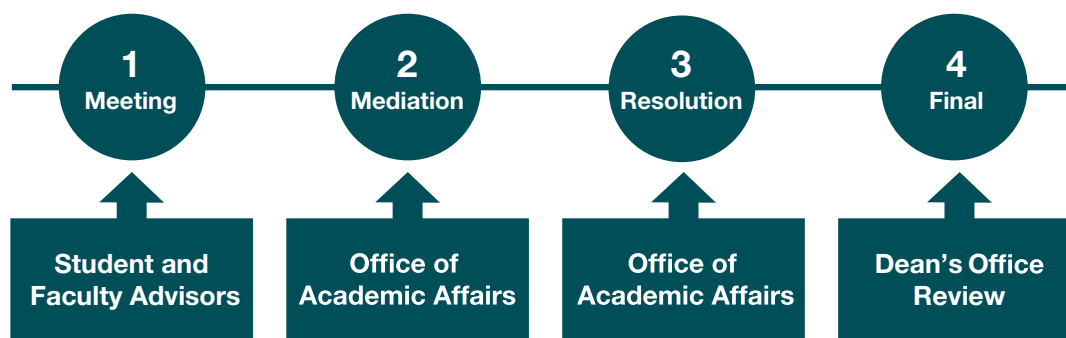 1
Meeting
2
Mediation
3
Resolution
4
Final
Student and
Faculty Advisors
Office of
Academic Affairs
Office of
Academic Affairs
Dean’s Office
Review